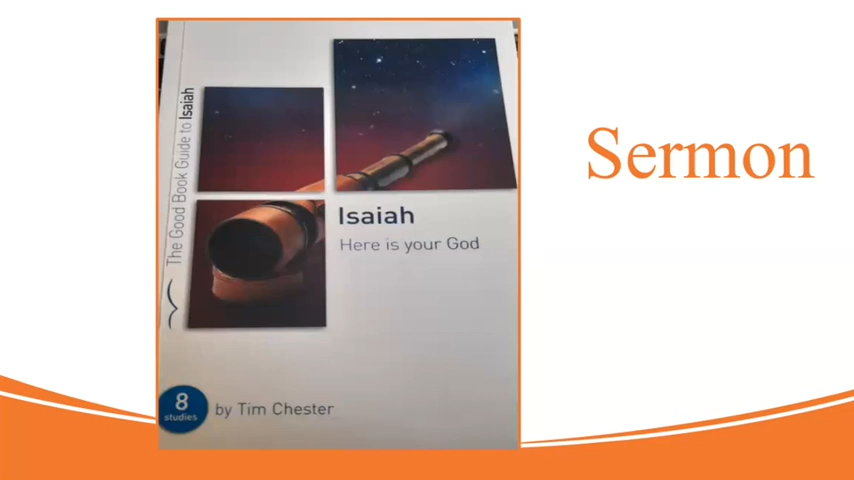 The Good Book Guide to Isaiah
Isaiah
Here is your God
8
studies
by Tim Chester
Sermon